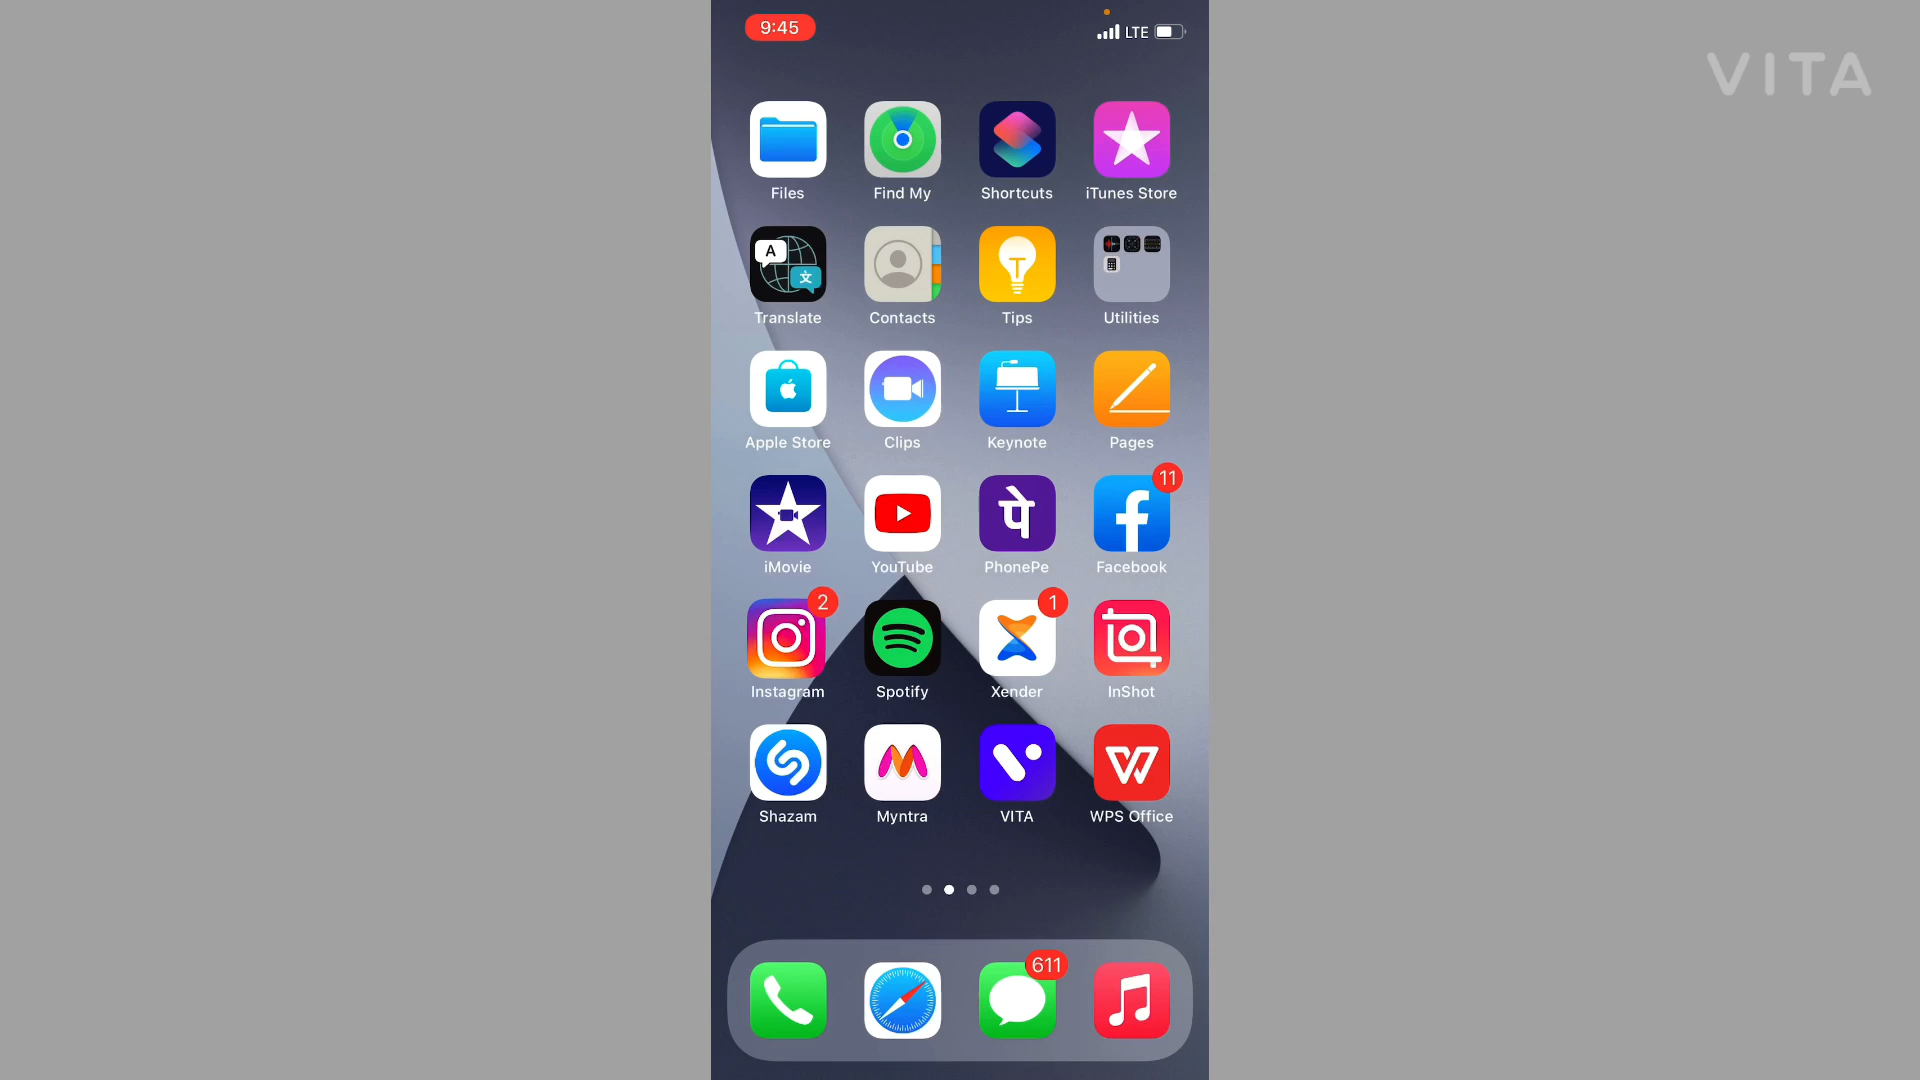 9:45
LTE
VITA
Files
Find My
Shortcuts
iTunes Store
A
文
T
Translate
Contacts
Tips
Utilities
Apple Store
Clips
Keynote
Pages
11
पे
f
iMovie
YouTube
PhonePe
Facebook
2
1
Instagram
Spotify
Xender
InShot
W
Shazam
Myntra
VITA
WPS Office
611